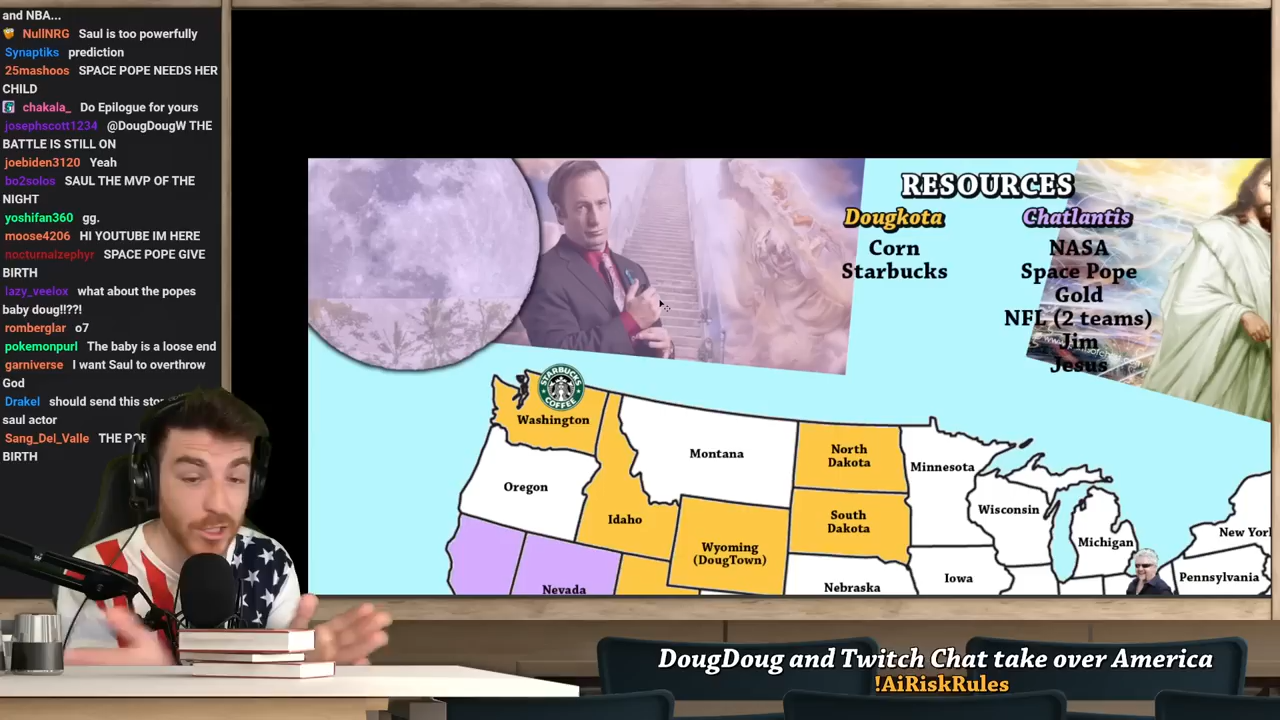 and NBA...
NullNRG Saul is too powerfully
Synaptiks prediction
25mashoos SPACE POPE NEEDS HER
CHILD
chakala_ Do Epilogue for yours
josephscott1234 @DougDougW THE
BATTLE IS STILL ON
joebiden3120 Yeah
bo2solos SAUL THE MVP OF THE
NIGHT
yoshifan360 gg.
moose4206 HI YOUTUBE IM HERE
nocturnalzephyr SPACE POPE GIVE
BIRTH
lazy_veelox what about the popes
baby doug!!??!
romberglar o7
pokemonpurl The baby is a loose end
garniverse I want Saul to overthrow
God
Drakel should send this
saul actor
Sang_Del_Valle THE
BIRTH
RESOURCES
Dougkota
Corn
Starbucks
Chatlantis
NASA
Space Pope
Gold
NFL (2 teams)
Jim
Jesus
STARBUCKS
COFFEE
Washington
Oregon
Idaho
Montana
Wyoming
(DougTown)
North
Dakota
South
Dakota
Nebraska
Nevada
Minnesota
Wisconsin
Iowa
Michigan
New York
Pennsylvania
DougDoug and Twitch Chat take over America
!AiRiskRules